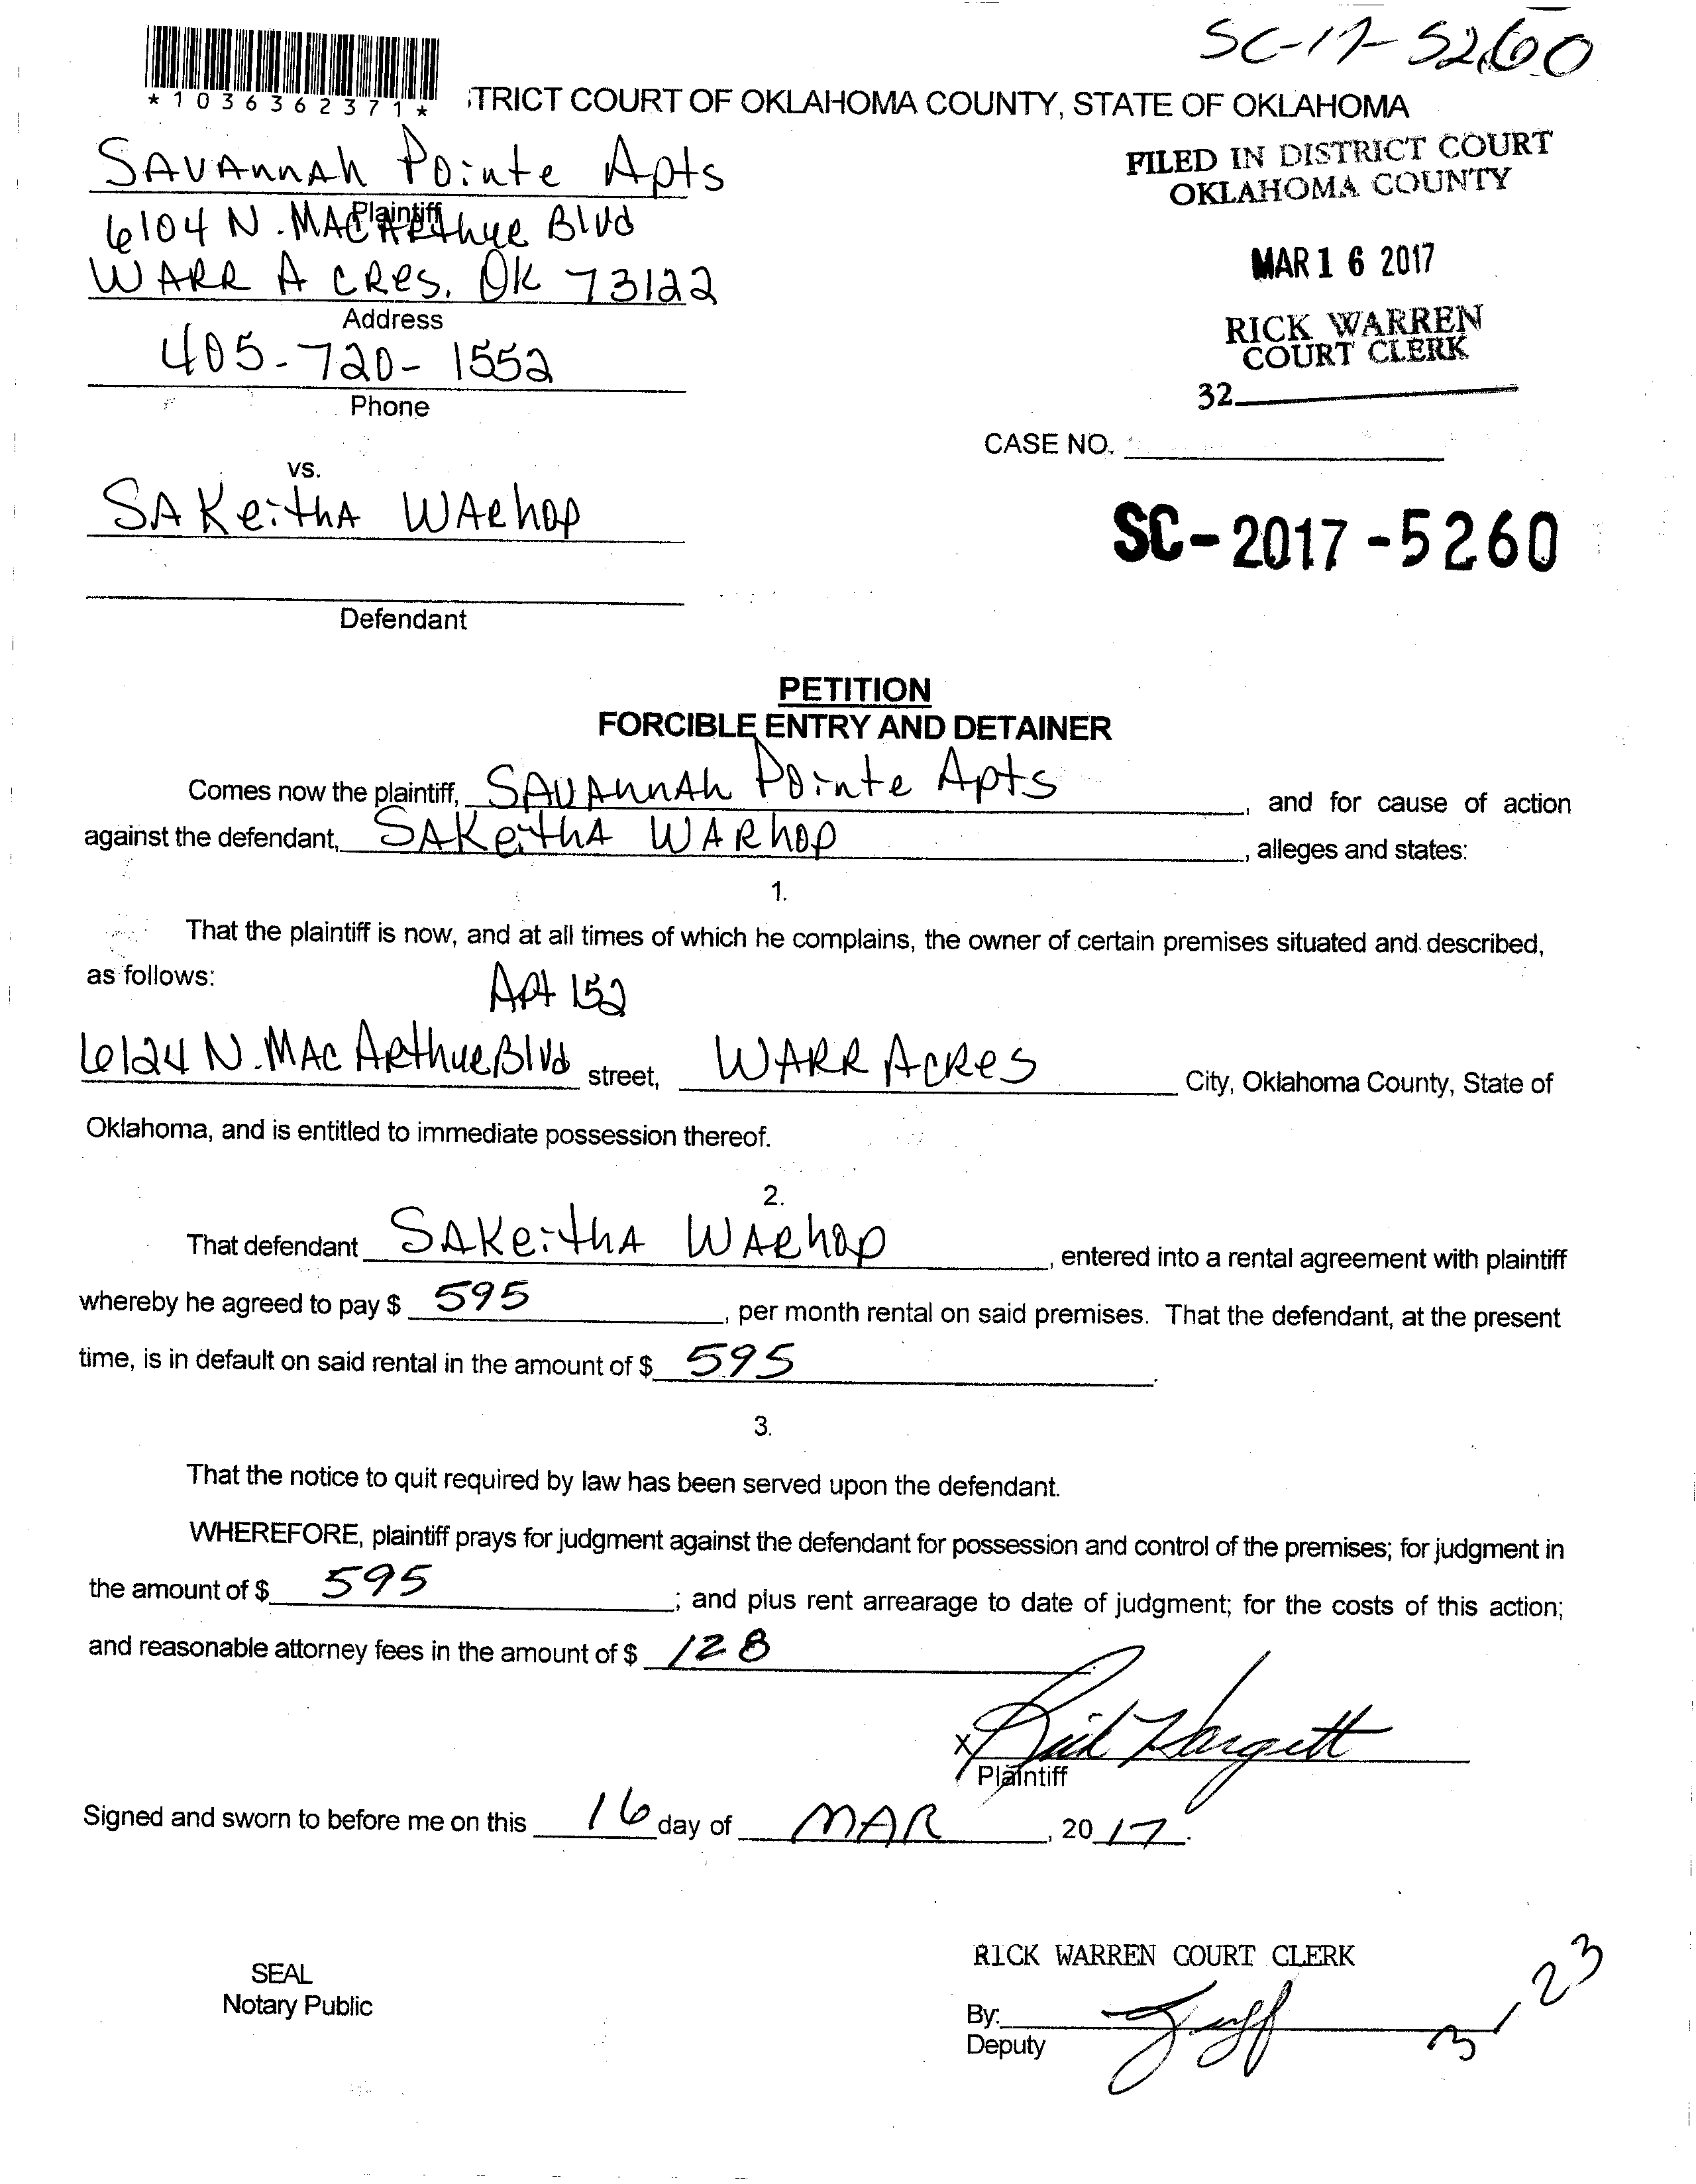 SC-17-5260
*1036362371*
TRICT COURT OF OKLAHOMA COUNTY, STATE OF OKLAHOMA
SAVANNAh Pointe Apts
Plaintiff
6104 N. MACARthur Blvd
WARR ACRes, OK 73122
Address
405-720-1552
Phone
FILED IN DISTRICT COURT
OKLAHOMA COUNTY
MAR 16 2017
RICK WARREN
COURT CLERK
32
CASE NO.
vs.
SAKeithA WARhop
SC-2017-5260
Defendant
PETITION
FORCIBLE ENTRY AND DETAINER
Comes now the plaintiff, SAVANNAh Pointe Apts, and for cause of action
against the defendant, SAKeithA WARhop, alleges and states:
1.
That the plaintiff is now, and at all times of which he complains, the owner of certain premises situated and described,
as follows:
Apt 152
6124 N. MAC ARthur Blvd street, WARR ACRes City, Oklahoma County, State of
Oklahoma, and is entitled to immediate possession thereof.
2.
That defendant SAKeithA WARhop, entered into a rental agreement with plaintiff
whereby he agreed to pay $ 595, per month rental on said premises. That the defendant, at the present
time, is in default on said rental in the amount of $ 595.
3.
That the notice to quit required by law has been served upon the defendant.
WHEREFORE, plaintiff prays for judgment against the defendant for possession and control of the premises; for judgment in
the amount of $ 595; and plus rent arrearage to date of judgment; for the costs of this action;
and reasonable attorney fees in the amount of $ 128
X Rick Hargett
Plaintiff
Signed and sworn to before me on this 16 day of MAR, 2017.
SEAL
Notary Public
RICK WARREN COURT CLERK
By:
Deputy
3, 23